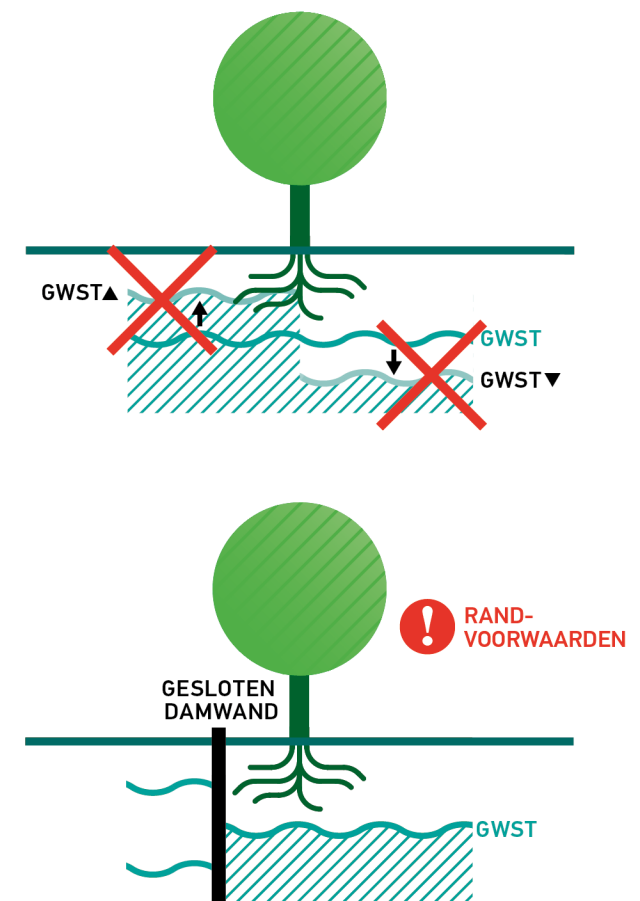 GWST▲
GWST
GWST▼
RAND-
VOORWAARDEN
GESLOTEN
DAMWAND
GWST